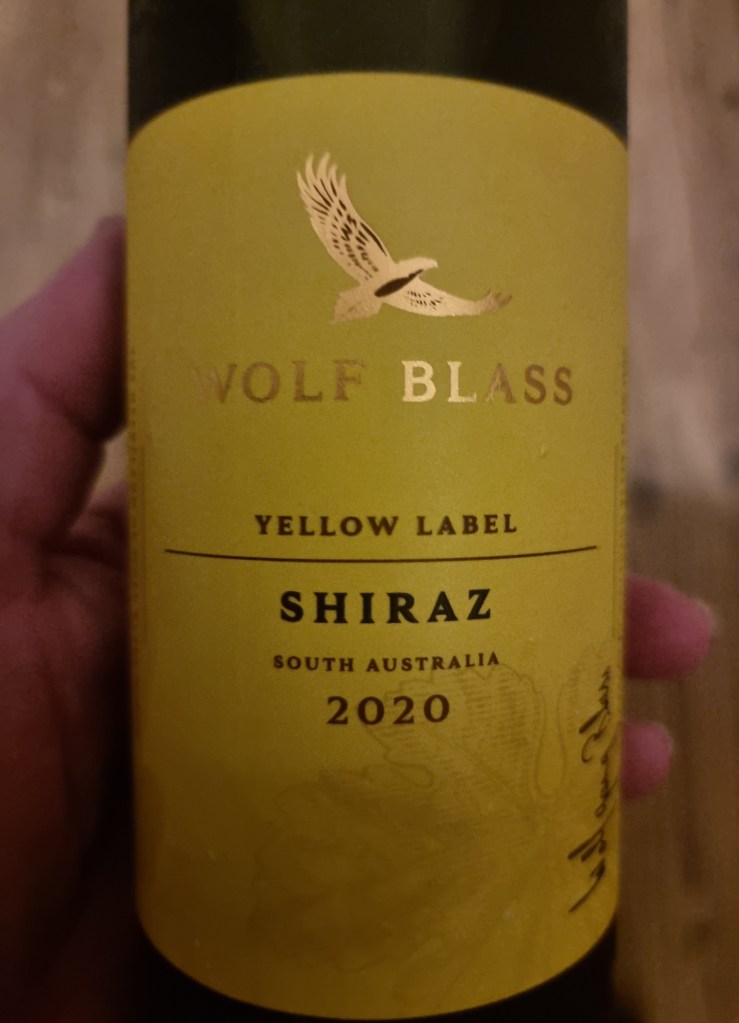 WOLF BLASS
YELLOW LABEL
SHIRAZ
SOUTH AUSTRALIA
2020